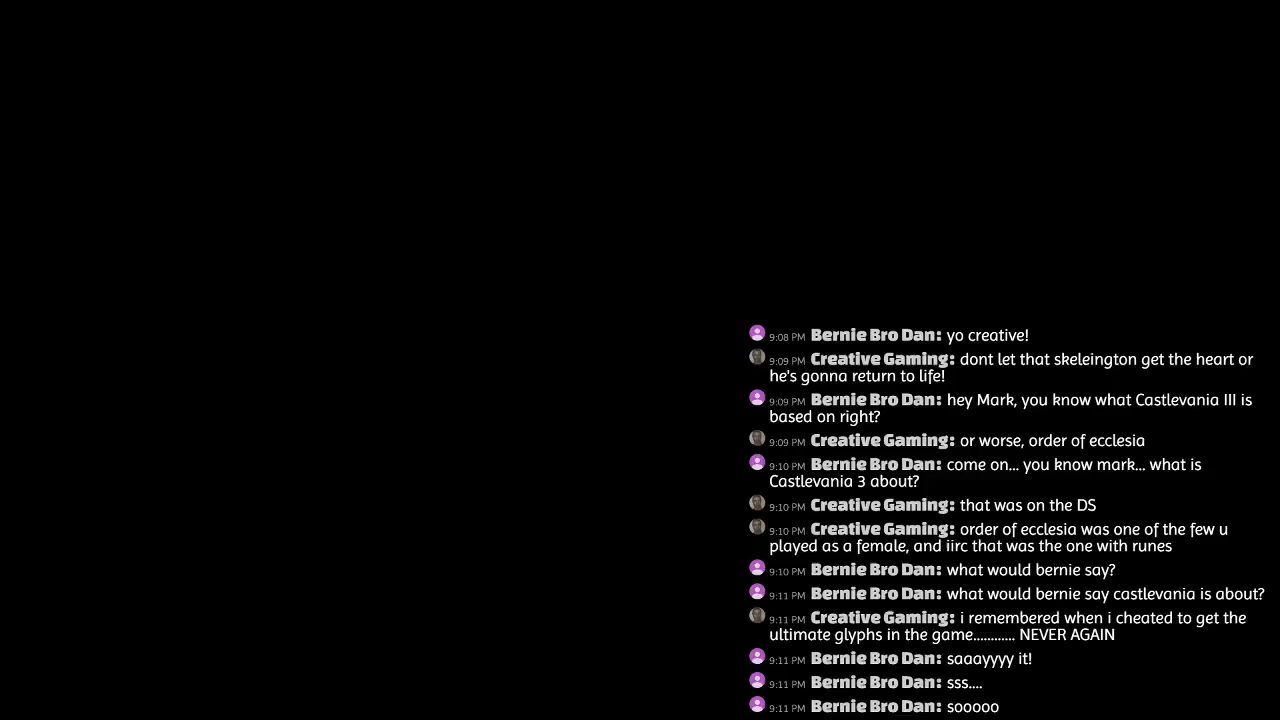 9:08 PM Bernie Bro Dan: yo creative!
9:09 PM Creative Gaming: dont let that skeleington get the heart or
he's gonna return to life!
9:09 PM Bernie Bro Dan: hey Mark, you know what Castlevania III is
based on right?
9:09 PM Creative Gaming: or worse, order of ecclesia
9:10 PM Bernie Bro Dan: come on... you know mark... what is
Castlevania 3 about?
9:10 PM Creative Gaming: that was on the DS
9:10 PM Creative Gaming: order of ecclesia was one of the few u
played as a female, and iirc that was the one with runes
9:10 PM Bernie Bro Dan: what would bernie say?
9:11 PM Bernie Bro Dan: what would bernie say castlevania is about?
9:11 PM Creative Gaming: i remembered when i cheated to get the
ultimate glyphs in the game............ NEVER AGAIN
9:11 PM Bernie Bro Dan: saaayyyy it!
9:11 PM Bernie Bro Dan: sss....
9:11 PM Bernie Bro Dan: sooooo